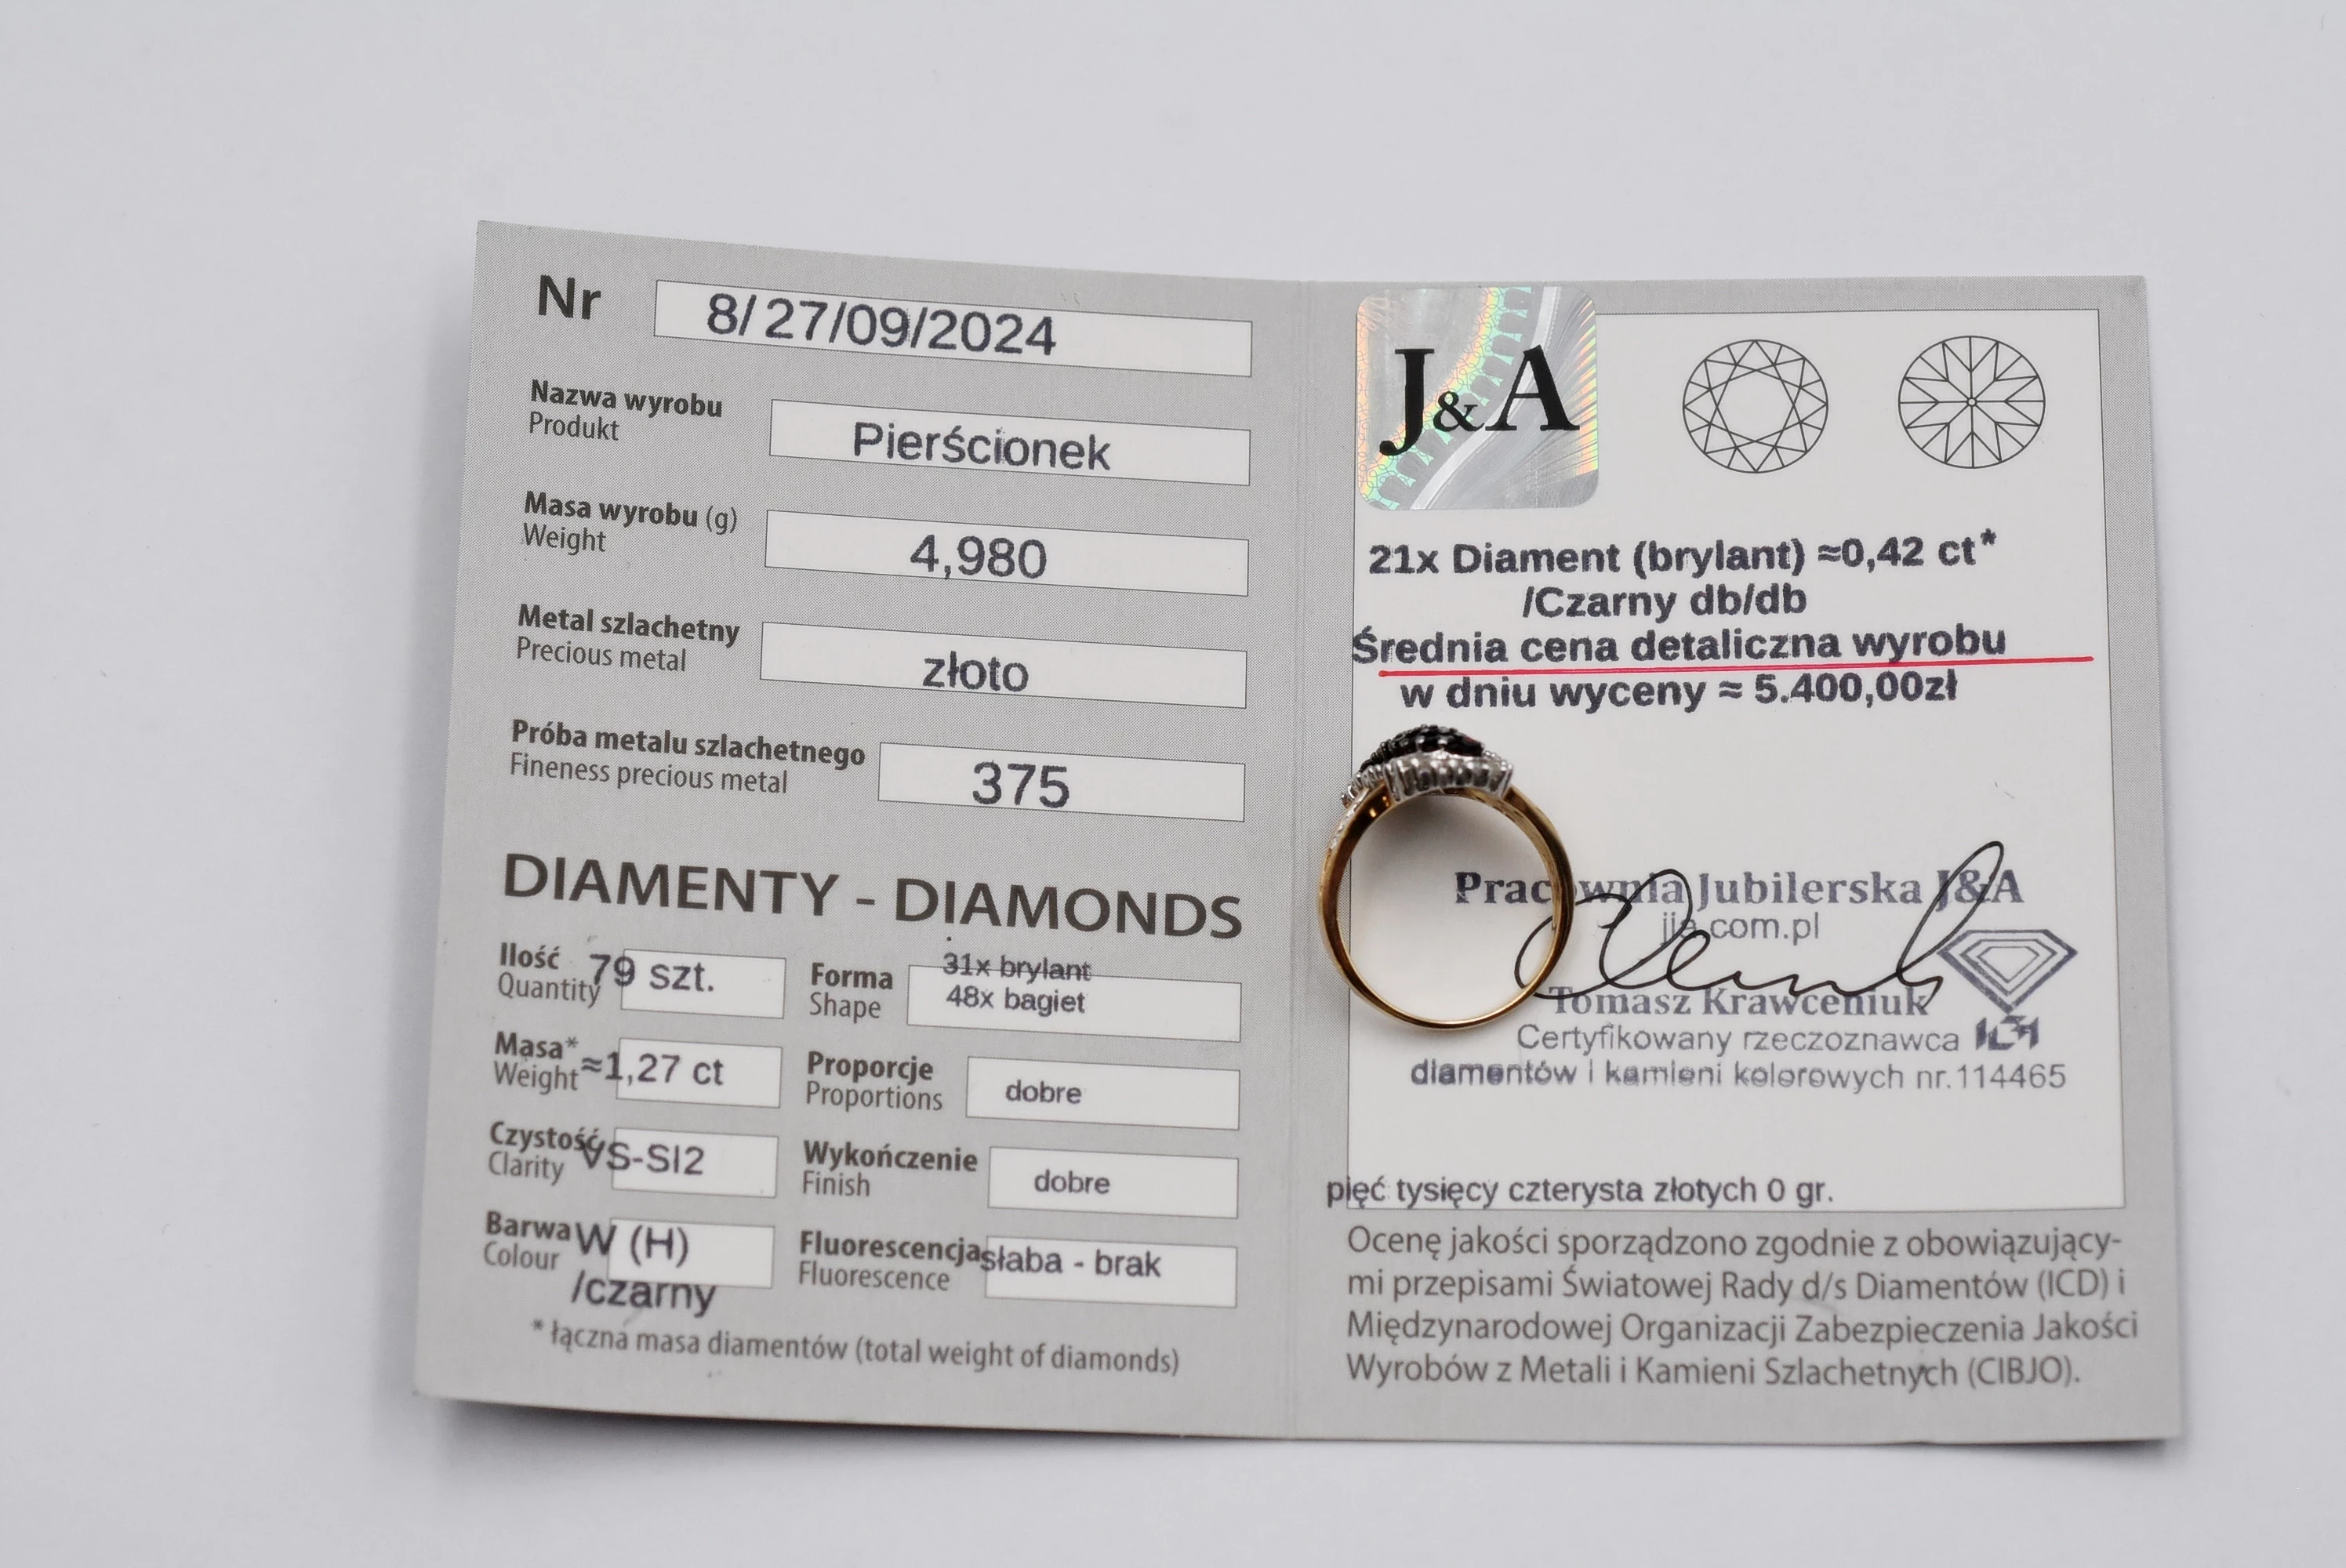 Nr 8/27/09/2024
Nazwa wyrobu
Produkt
Pierścionek
Masa wyrobu (g)
Weight
4,980
Metal szlachetny
Precious metal
złoto
Próba metalu szlachetnego
Fineness precious metal
375
DIAMENTY - DIAMONDS
Ilość
Quantity
79 szt.
Forma
Shape
31x brylant
48x bagiet
Masa*
Weight
≈1,27 ct
Proporcje
Proportions
dobre
Czystość
Clarity
VS-SI2
Wykończenie
Finish
dobre
Barwa
Colour
W (H)
/czarny
Fluorescencja
Fluorescence
słaba - brak
* łączna masa diamentów (total weight of diamonds)
J&A
21x Diament (brylant) ≈0,42 ct*
/Czarny db/db
Średnia cena detaliczna wyrobu
w dniu wyceny ≈ 5.400,00zł
Pracownia Jubilerska J&A
jia.com.pl
Tomasz Krawceniuk
Certyfikowany rzeczoznawca
diamentów i kamieni kolorowych nr.114465
pięć tysięcy czterysta złotych 0 gr.
Ocenę jakości sporządzono zgodnie z obowiązujący-
mi przepisami Światowej Rady d/s Diamentów (ICD) i
Międzynarodowej Organizacji Zabezpieczenia Jakości
Wyrobów z Metali i Kamieni Szlachetnych (CIBJO).